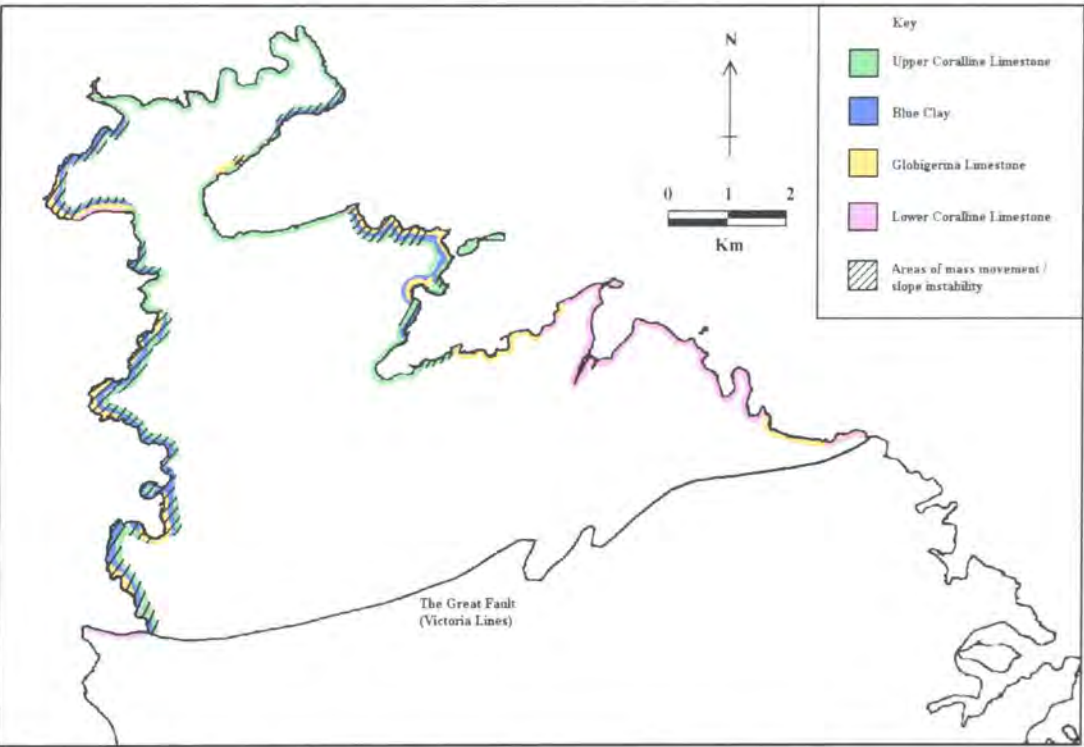 Key
Upper Coralline Limestone
Blue Clay
Globigerina Limestone
Lower Coralline Limestone
Areas of mass movement /
slope instability
N
0 1 2
Km
The Great Fault
(Victoria Lines)